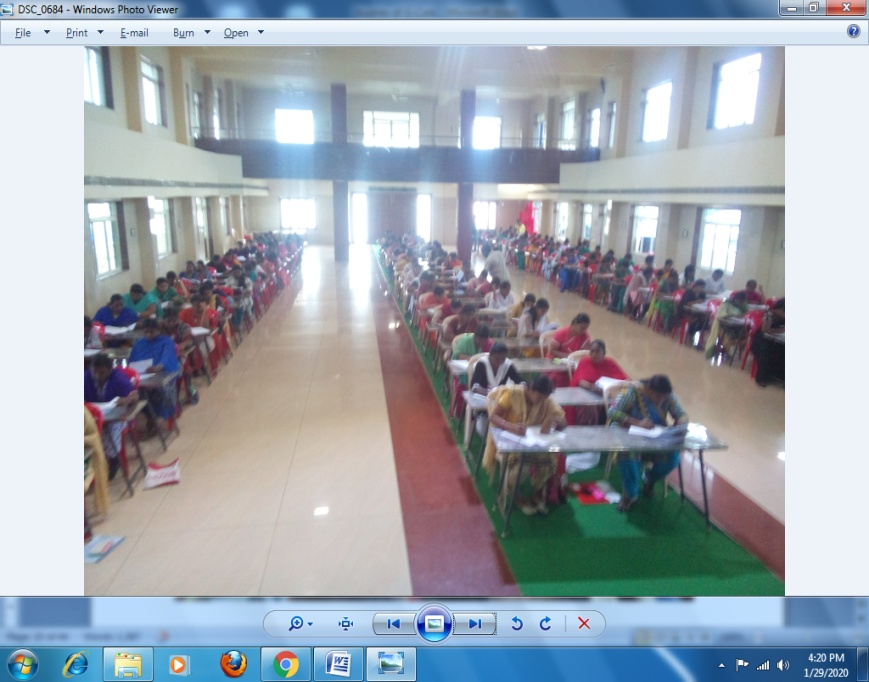 DSC_0684 - Windows Photo Viewer
File Print E-mail Burn Open
4:20 PM
1/29/2020